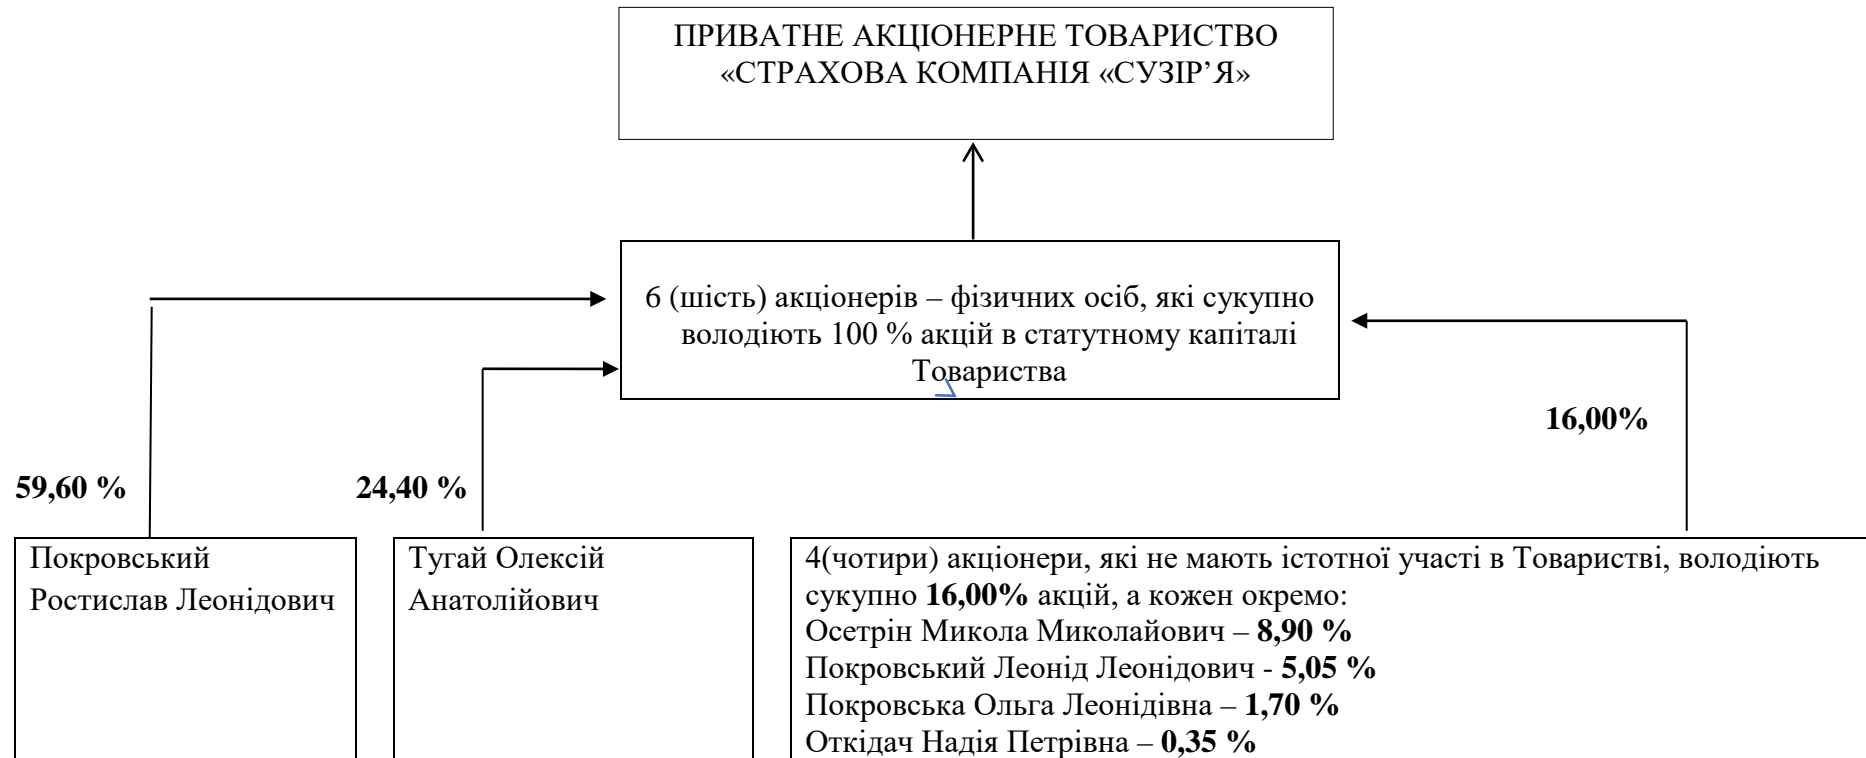 ПРИВАТНЕ АКЦІОНЕРНЕ ТОВАРИСТВО
«СТРАХОВА КОМПАНІЯ «СУЗІР’Я»
6 (шість) акціонерів – фізичних осіб, які сукупно
володіють 100 % акцій в статутному капіталі
Товариства
16,00%
59,60 %
24,40 %
Покровський
Ростислав Леонідович
Тугай Олексій
Анатолійович
4(чотири) акціонери, які не мають істотної участі в Товаристві, володіють
сукупно 16,00% акцій, а кожен окремо:
Осетрін Микола Миколайович – 8,90 %
Покровський Леонід Леонідович - 5,05 %
Покровська Ольга Леонідівна – 1,70 %
Откідач Надія Петрівна – 0,35 %